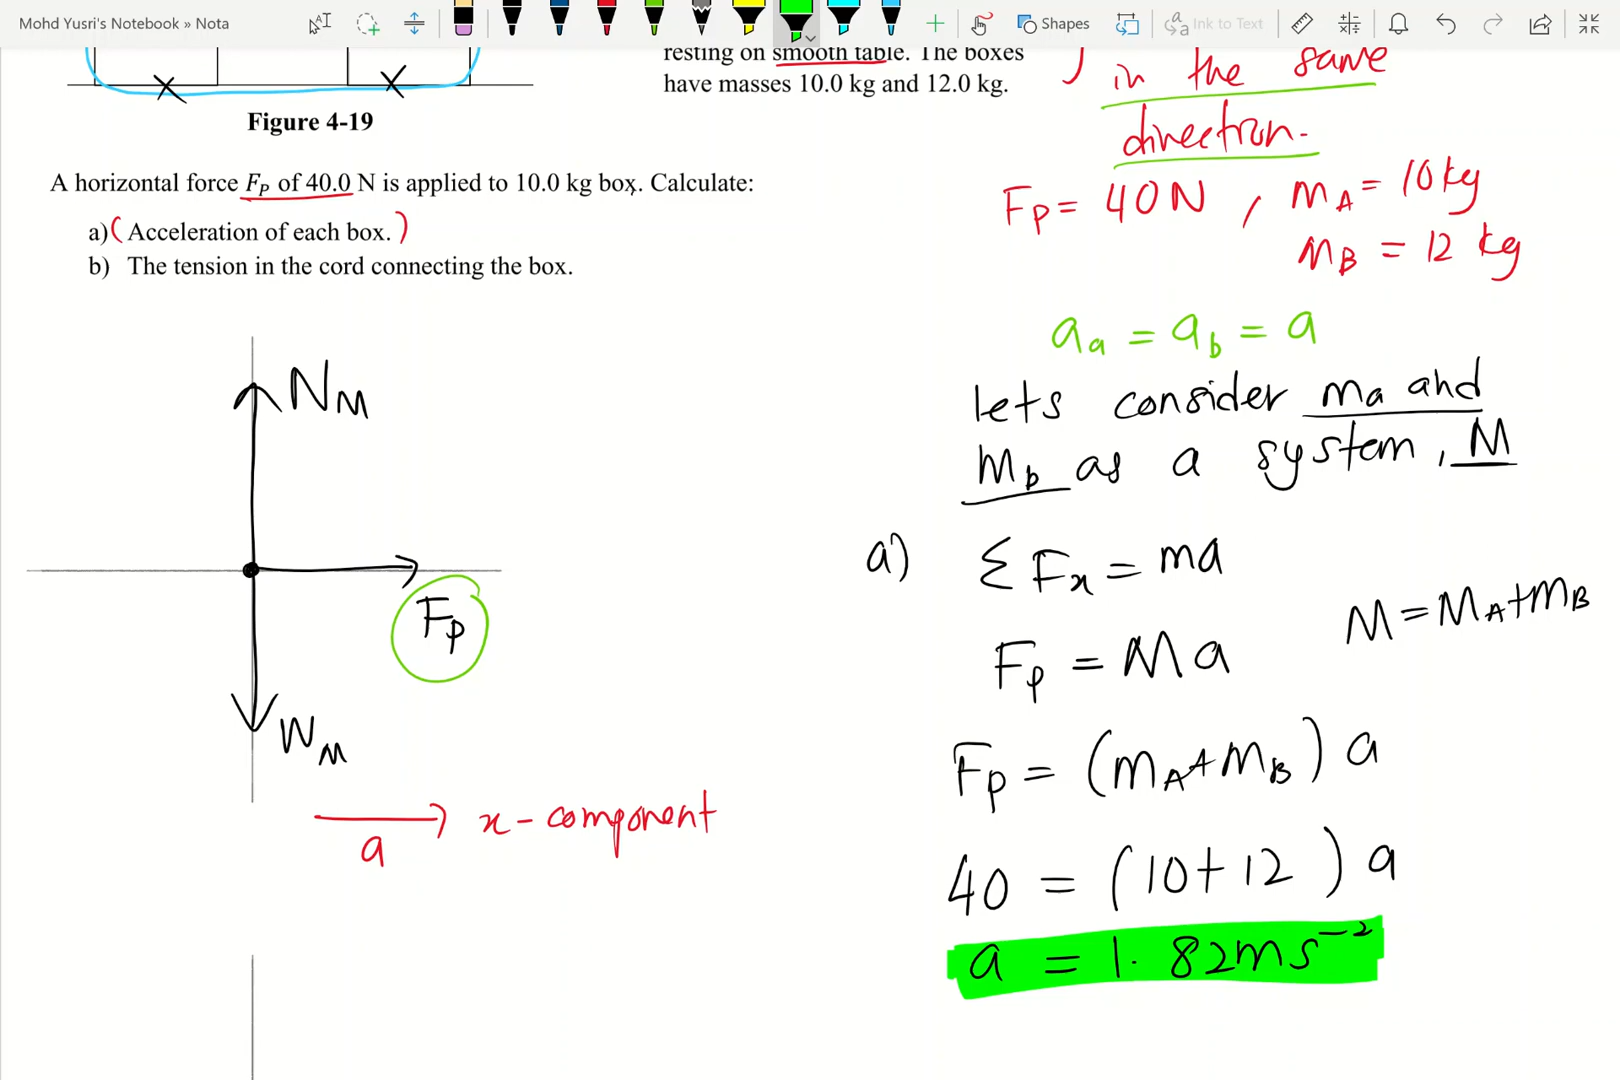 Mohd Yusri's Notebook » Nota
Shapes
Ink to Text
resting on smooth table. The boxes
have masses 10.0 kg and 12.0 kg.
Figure 4-19
A horizontal force FP of 40.0 N is applied to 10.0 kg box. Calculate:
a) (Acceleration of each box.)
b) The tension in the cord connecting the box.
NM
Fp
WM
a
x-component
in the same
direction.
Fp = 40N , mA = 10kg
mB = 12 kg
aa = ab = a
lets consider ma and
mb as a system, M
a) ΣFx = ma
Fp = Ma
M = mA+mB
Fp = (mA+mB) a
40 = (10+12) a
a = 1.82ms⁻²